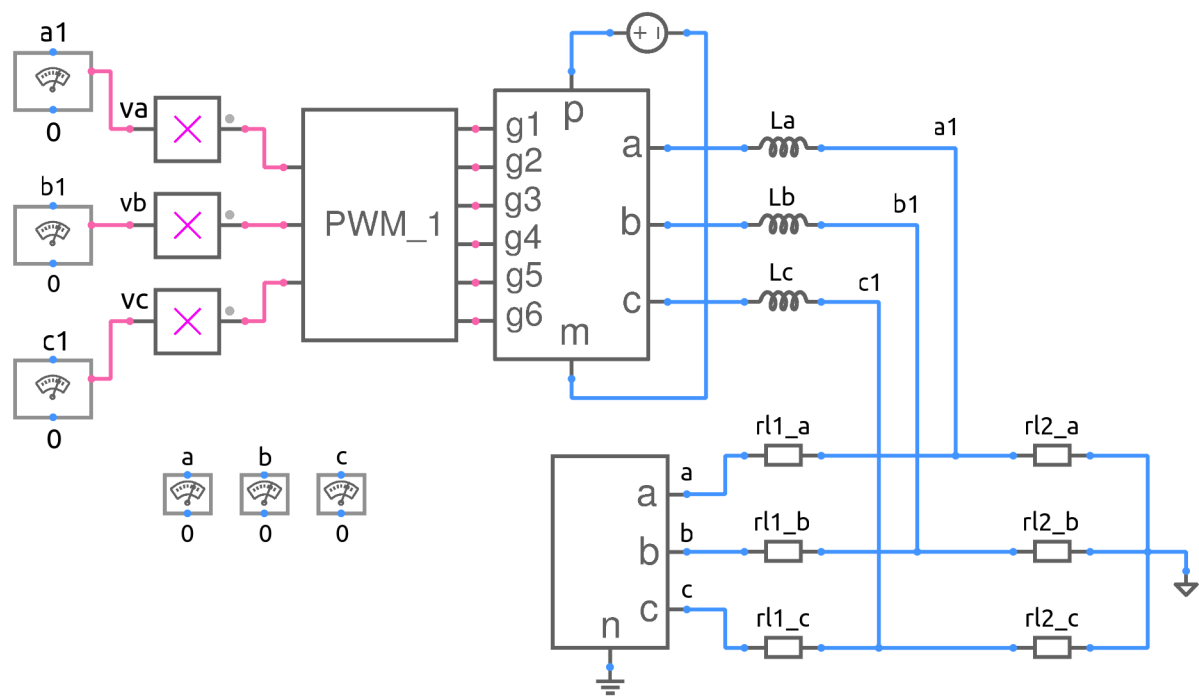 a1
0
va
b1
0
vb
c1
0
vc
PWM_1
g1
g2
g3
g4
g5
g6
p
m
a
b
c
+ I
La
Lb
Lc
a1
b1
c1
a
0
b
0
c
0
a
b
c
n
a
b
c
rl1_a
rl1_b
rl1_c
rl2_a
rl2_b
rl2_c